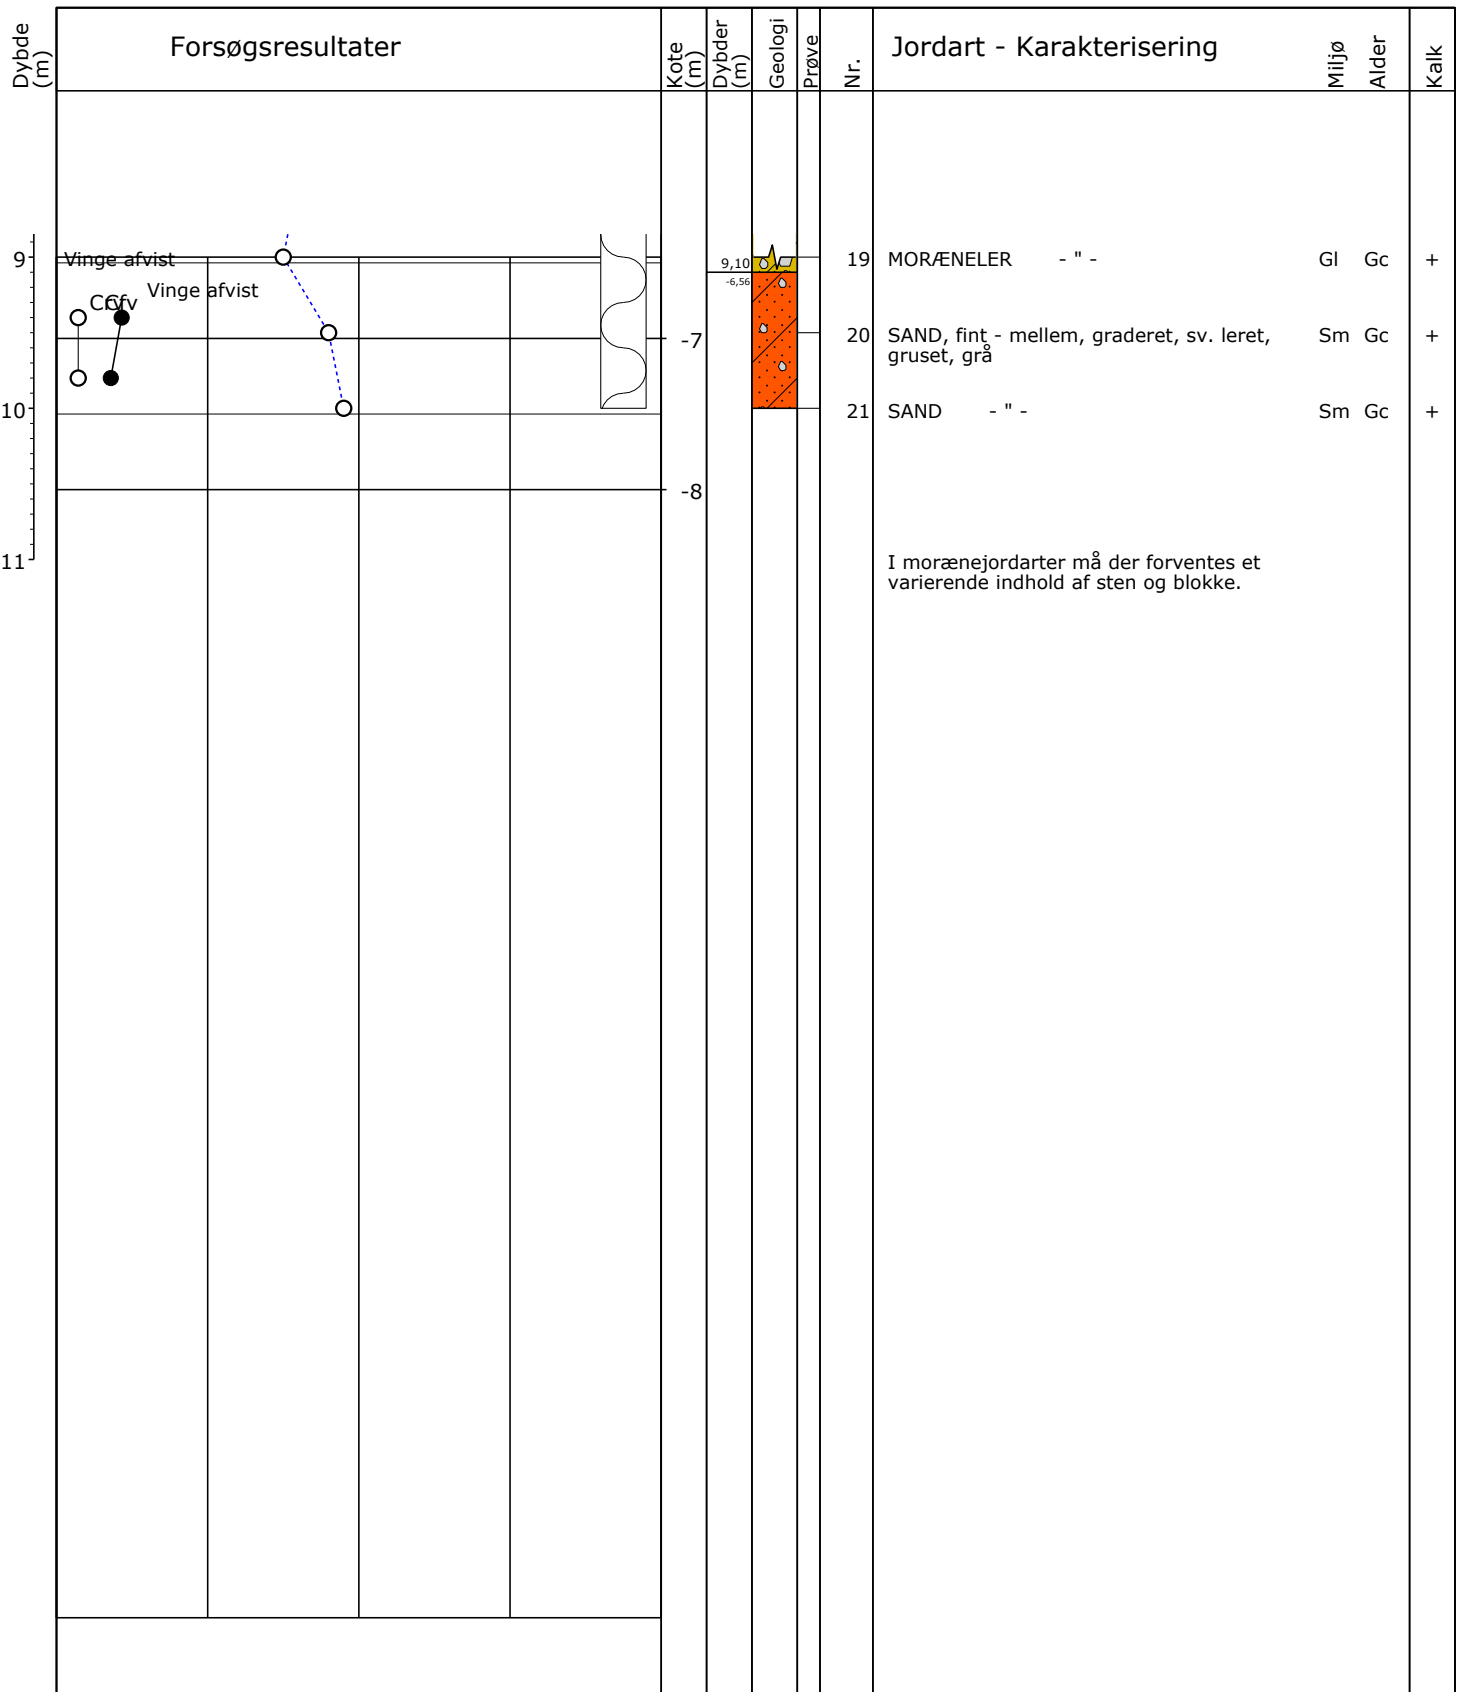 Dybde (m)
Forsøgsresultater
Kote (m)
Dybder (m)
Geologi
Prøve
Nr.
Jordart - Karakterisering
Miljø
Alder
Kalk
9
Vinge afvist
9,10
19
MORÆNELER - " -
Gl Gc +
-6,56
Vinge afvist
Crfv
Cfv
-7
20
SAND, fint - mellem, graderet, sv. leret,
gruset, grå
Sm Gc +
10
21
SAND - " -
Sm Gc +
-8
11
I morænejordarter må der forventes et
varierende indhold af sten og blokke.